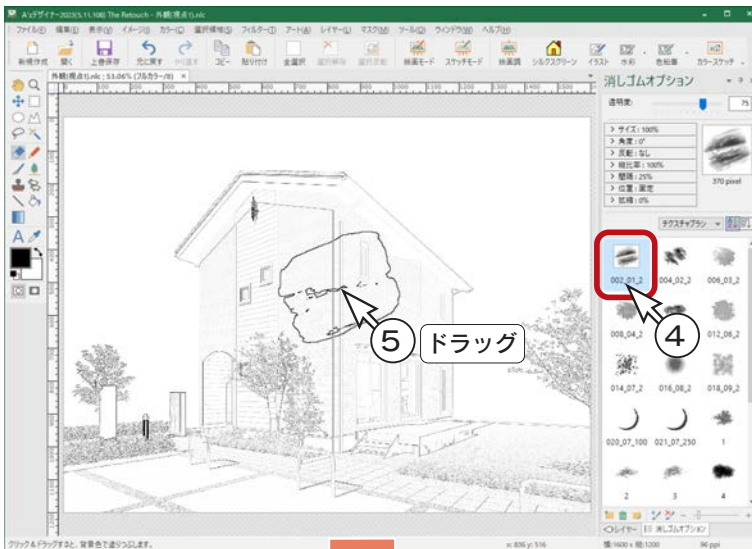 A'sデザイナー2023(5.11.108) The Retouch - 外観(視点1).nlc
ファイル(F) 編集(E) 表示(V) イメージ(I) カラー(C) 選択領域(S) フィルター(T) アート(A) レイヤー(L) マスク(M) ツール(O) ウィンドウ(W) ヘルプ(H)
新規作成 開く 上書保存 元に戻す やり直す コピー 貼り付け 全選択 選択解除 選択反転 線画モード スケッチモード 線画調 シルクスクリーン イラスト 水彩 色鉛筆 カラースケッチ
外観(視点1).nlc : 53.06% (フルカラー/8) ×
消しゴムオプション
透明度: 75
> サイズ: 100%
> 角度: 0°
> 反転: なし
> 縦比率: 100%
> 間隔: 25%
> 位置: 固定
> 拡縮: 0%
370 pixel
テクスチャブラシ
002_01_2 004_02_2 006_03_2
008_04_2 012_06_2
④
⑤ ドラッグ
014_07_2 016_08_2 018_09_2
020_07_100 021_07_250 1
2 3 4
レイヤー 消しゴムオプション
クリック&ドラッグすると、背景色で塗りつぶします。
x: 836 y: 516
横:1600 x 縦:1200
96 ppi